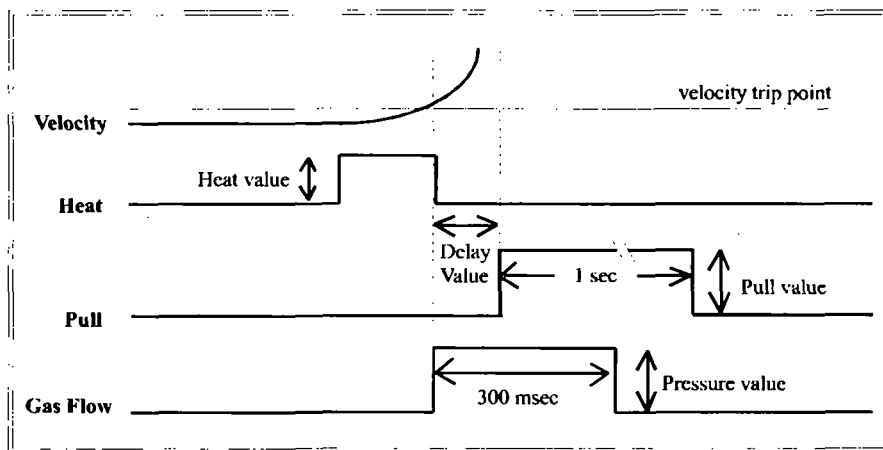 velocity trip point
Velocity
Heat value
Heat
Delay
Value
1 sec
Pull value
Pull
300 msec
Pressure value
Gas Flow